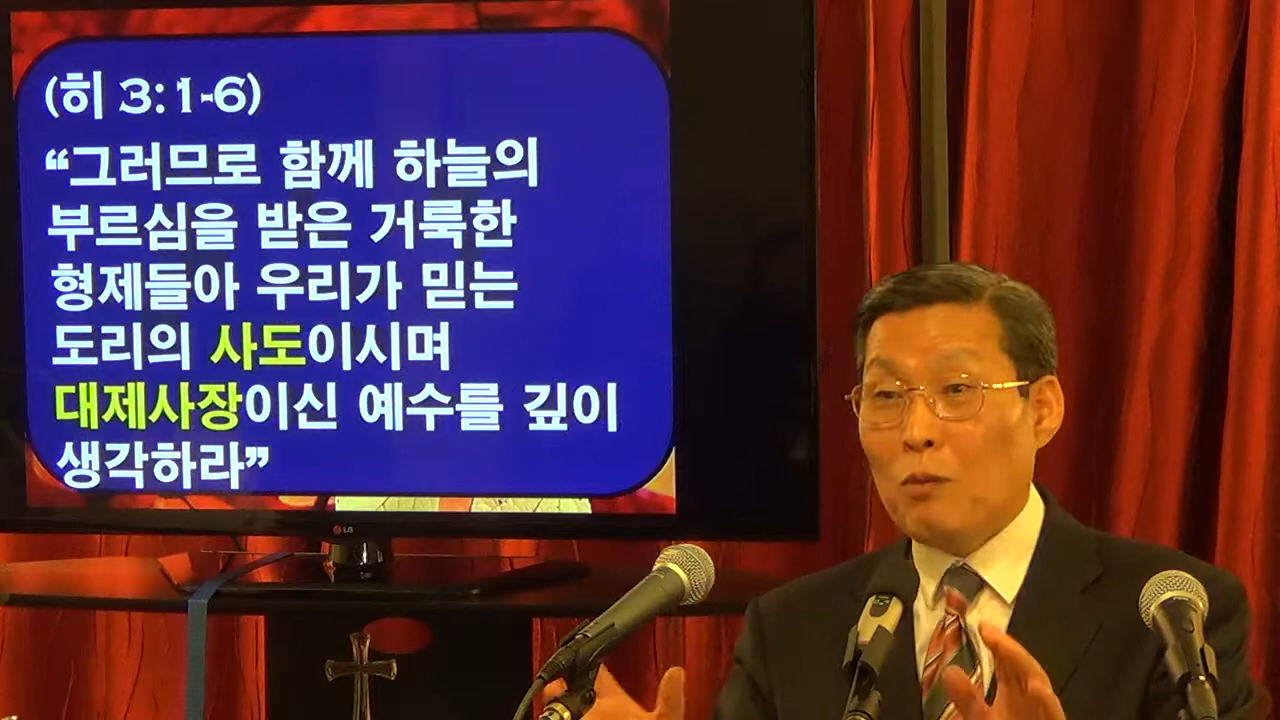 (히 3:1-6)
“그러므로 함께 하늘의
부르심을 받은 거룩한
형제들아 우리가 믿는
도리의 사도이시며
대제사장이신 예수를 깊이
생각하라”
LG